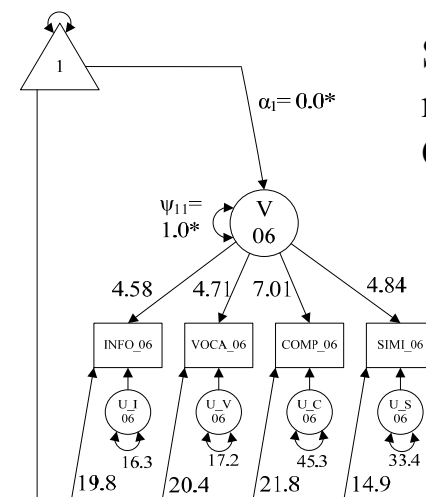 1
α₁= 0.0*
V
06
ψ₁₁=
1.0*
4.58
4.71
7.01
4.84
INFO_06
VOCA_06
COMP_06
SIMI_06
U_I
06
U_V
06
U_C
06
U_S
06
16.3
17.2
45.3
33.4
19.8
20.4
21.8
14.9